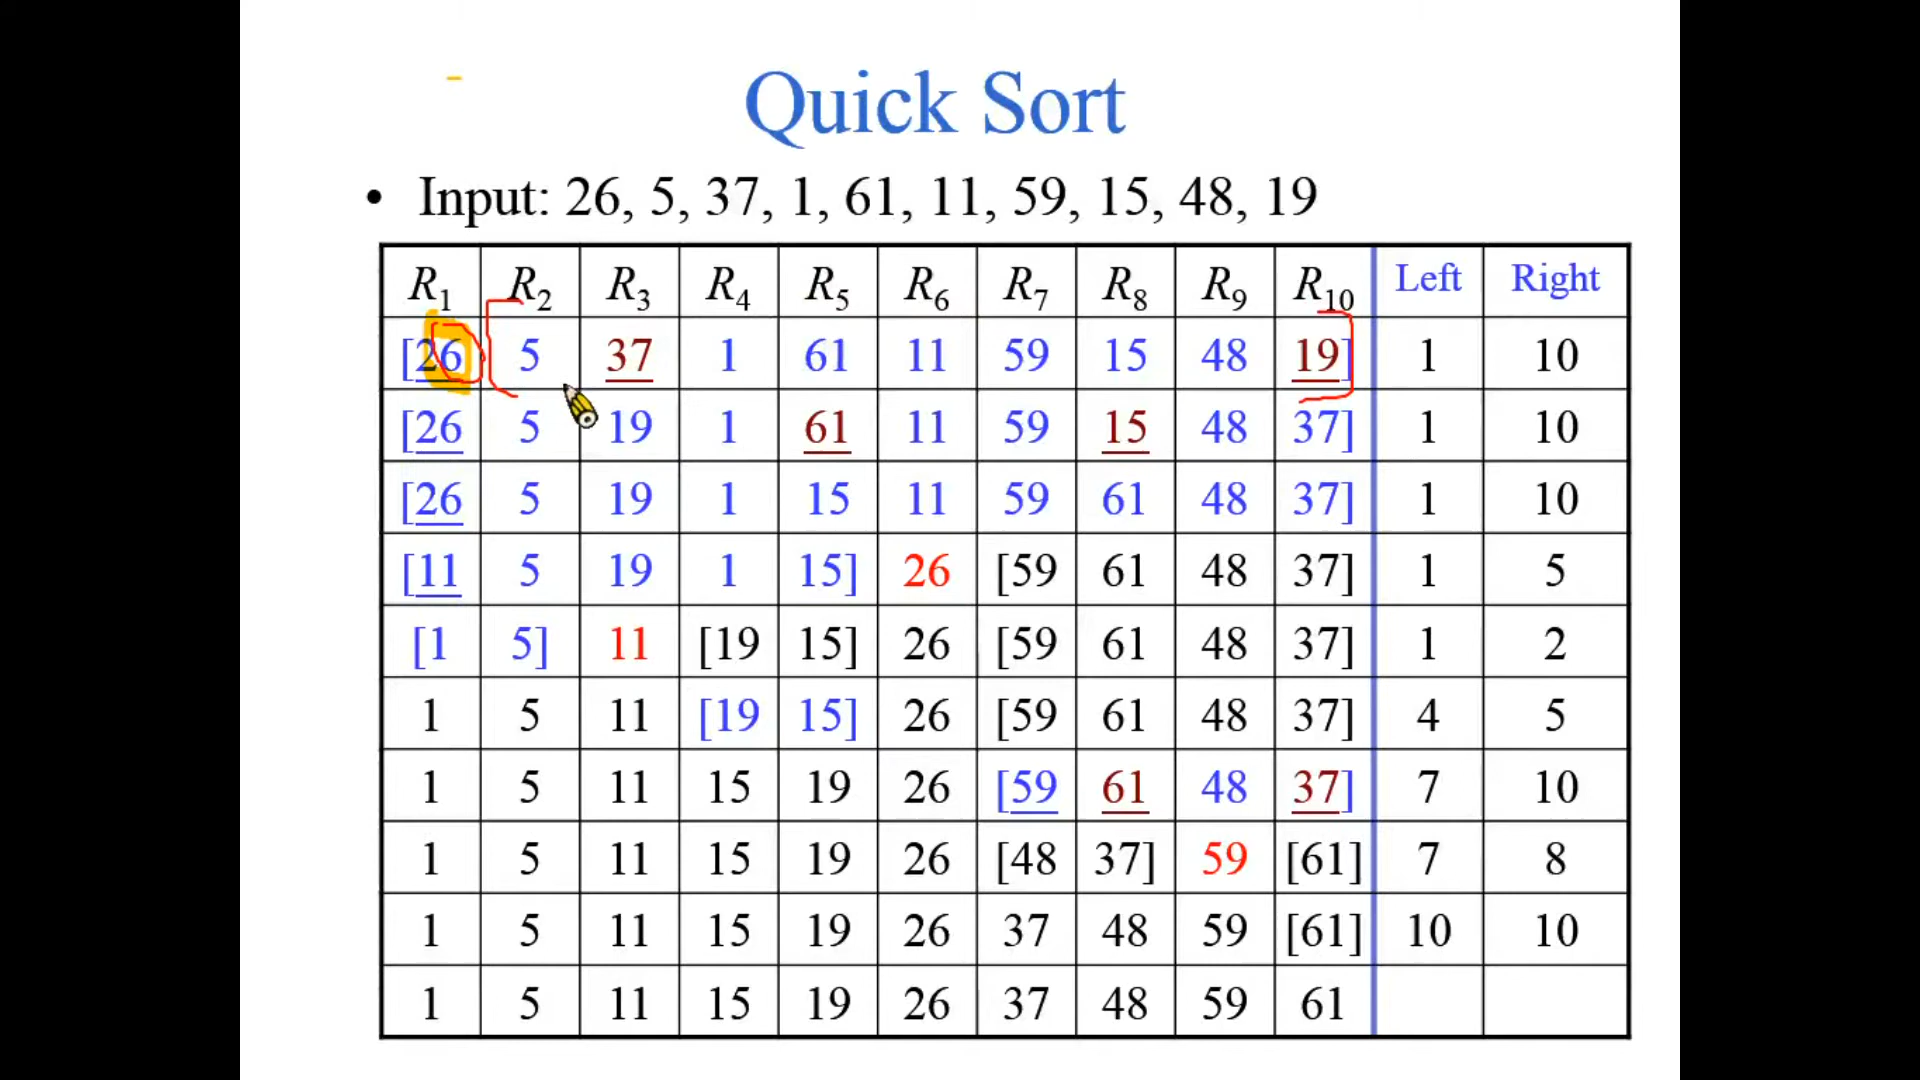 Quick Sort
• Input: 26, 5, 37, 1, 61, 11, 59, 15, 48, 19
R1 R2 R3 R4 R5 R6 R7 R8 R9 R10 Left Right
[26 5 37 1 61 11 59 15 48 19] 1 10
[26 5 19 1 61 11 59 15 48 37] 1 10
[26 5 19 1 15 11 59 61 48 37] 1 10
[11 5 19 1 15] 26 [59 61 48 37] 1 5
[1 5] 11 [19 15] 26 [59 61 48 37] 1 2
1 5 11 [19 15] 26 [59 61 48 37] 4 5
1 5 11 15 19 26 [59 61 48 37] 7 10
1 5 11 15 19 26 [48 37] 59 [61] 7 8
1 5 11 15 19 26 37 48 59 [61] 10 10
1 5 11 15 19 26 37 48 59 61